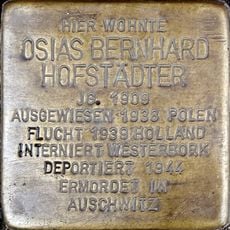 HIER WOHNTE
OSIAS BERNHARD
HOFSTÄDTER
JG. 1909
AUSGEWIESEN 1938 POLEN
FLUCHT 1939 HOLLAND
INTERNIERT WESTERBORK
DEPORTIERT 1944
ERMORDET IN
AUSCHWITZ